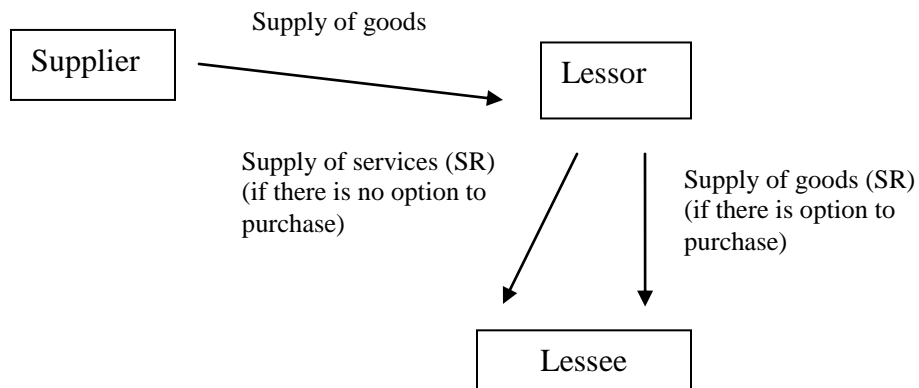 Supply of goods
Supplier
Lessor
Supply of services (SR)
(if there is no option to
purchase)
Supply of goods (SR)
(if there is option to
purchase)
Lessee